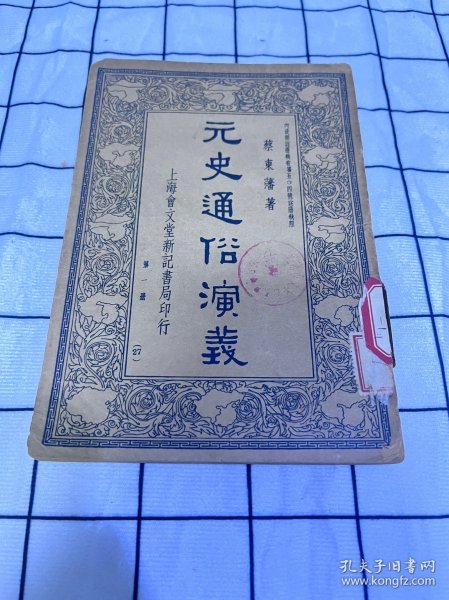 蔡東藩著
元史通俗演義
上海會文堂新記書局印行
第一册
(27)
孔夫子旧书网
www.kongfz.com